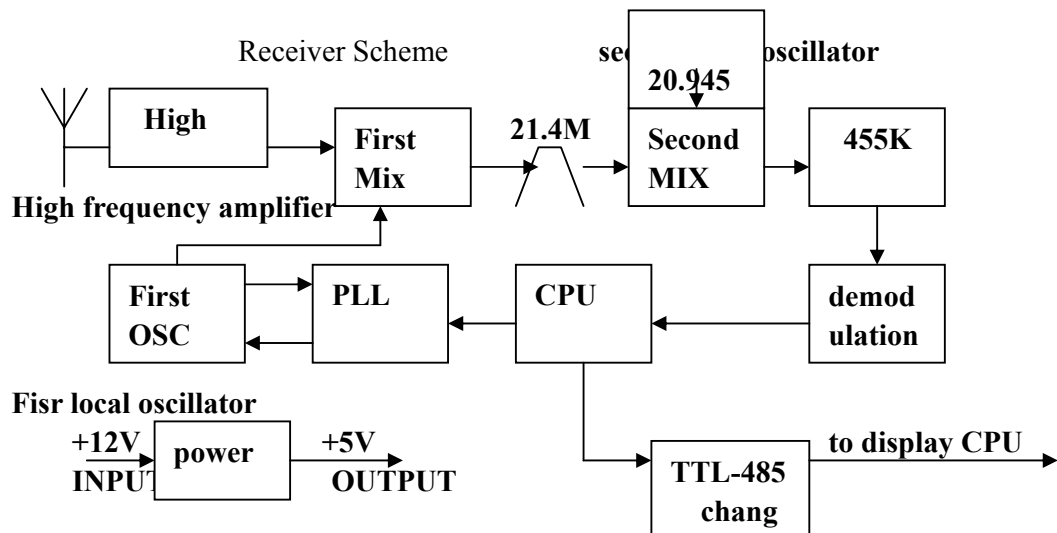 Receiver Scheme
oscillator
20.945
High
First
Mix
21.4M
Second
MIX
455K
High frequency amplifier
First
OSC
PLL
CPU
demod
ulation
Fisr local oscillator
+12V
INPUT
power
+5V
OUTPUT
TTL-485
chang
to display CPU